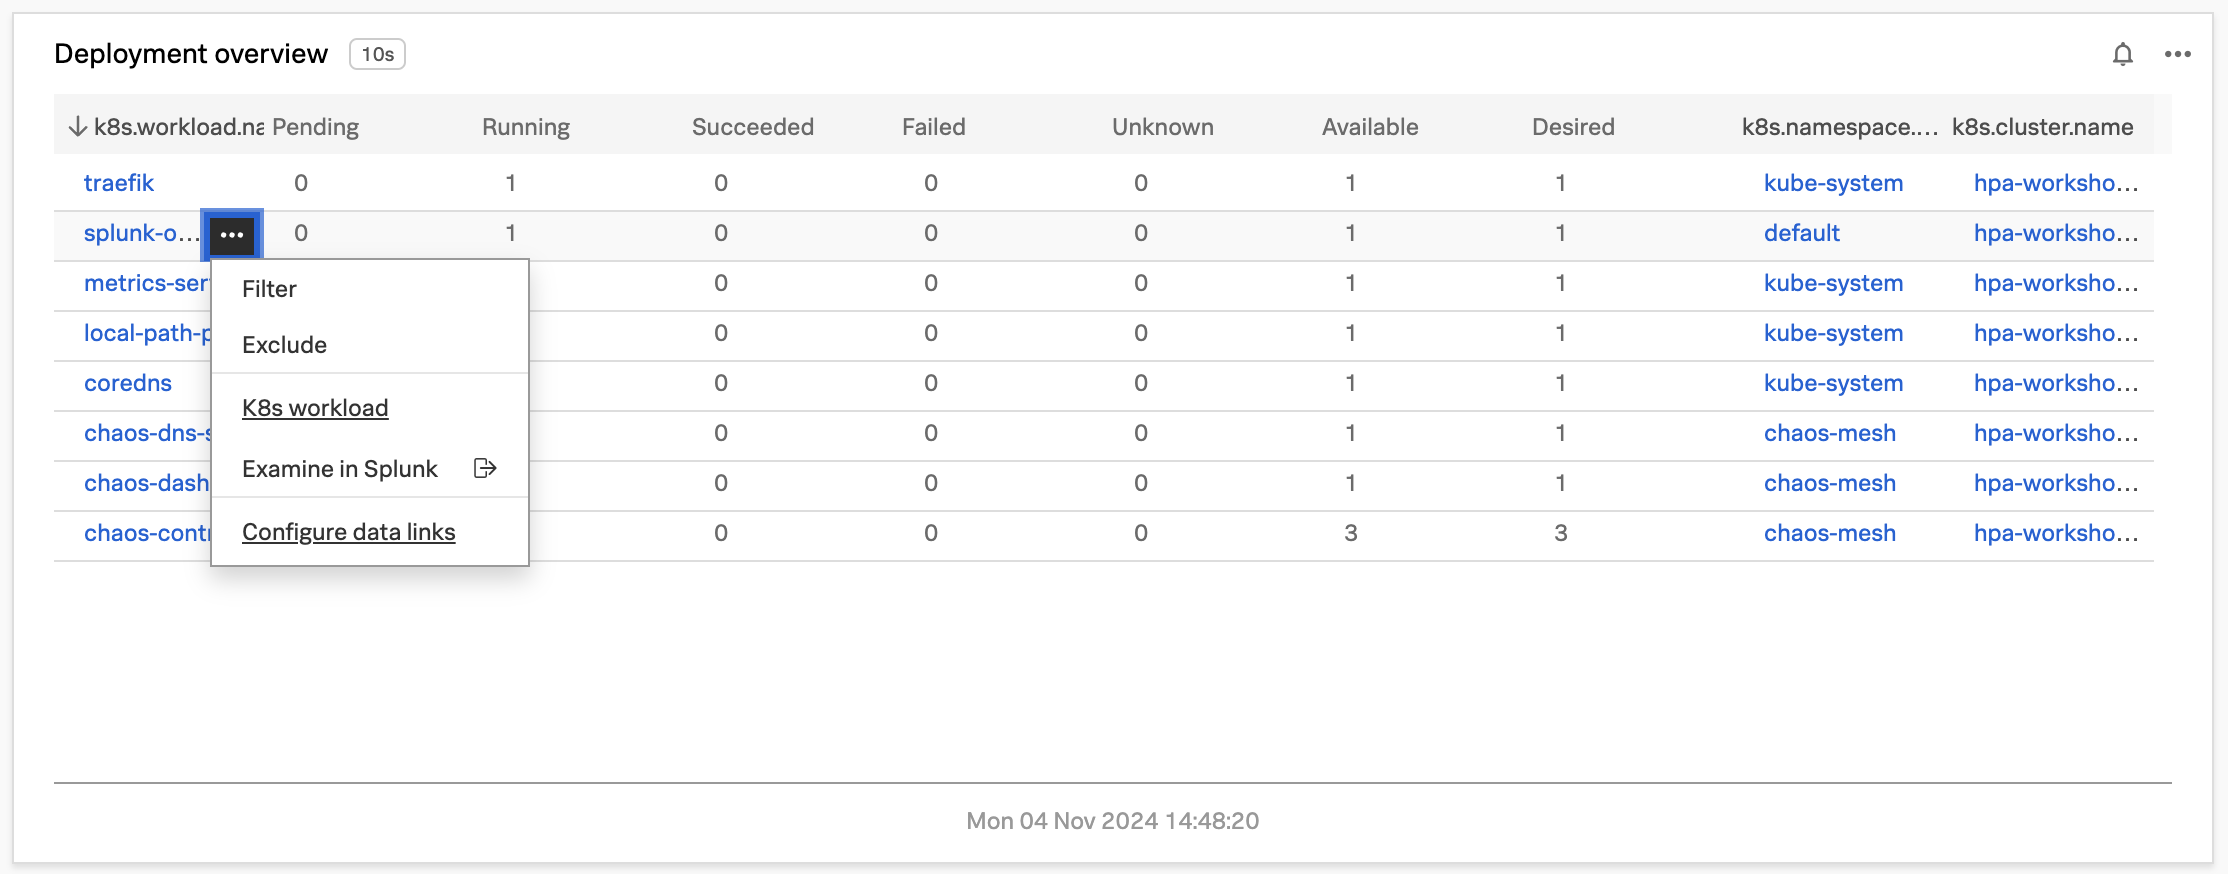 Deployment overview 10s
k8s.workload.na Pending Running Succeeded Failed Unknown Available Desired k8s.namespace.... k8s.cluster.name
traefik 0 1 0 0 0 1 1 kube-system hpa-worksho...
splunk-o... 0 1 0 0 0 1 1 default hpa-worksho...
metrics-ser 0 0 0 1 1 kube-system hpa-worksho...
local-path-p 0 0 0 1 1 kube-system hpa-worksho...
coredns 0 0 0 1 1 kube-system hpa-worksho...
chaos-dns-s 0 0 0 1 1 chaos-mesh hpa-worksho...
chaos-dash 0 0 0 1 1 chaos-mesh hpa-worksho...
chaos-contr 0 0 0 3 3 chaos-mesh hpa-worksho...
Filter
Exclude
K8s workload
Examine in Splunk
Configure data links
Mon 04 Nov 2024 14:48:20